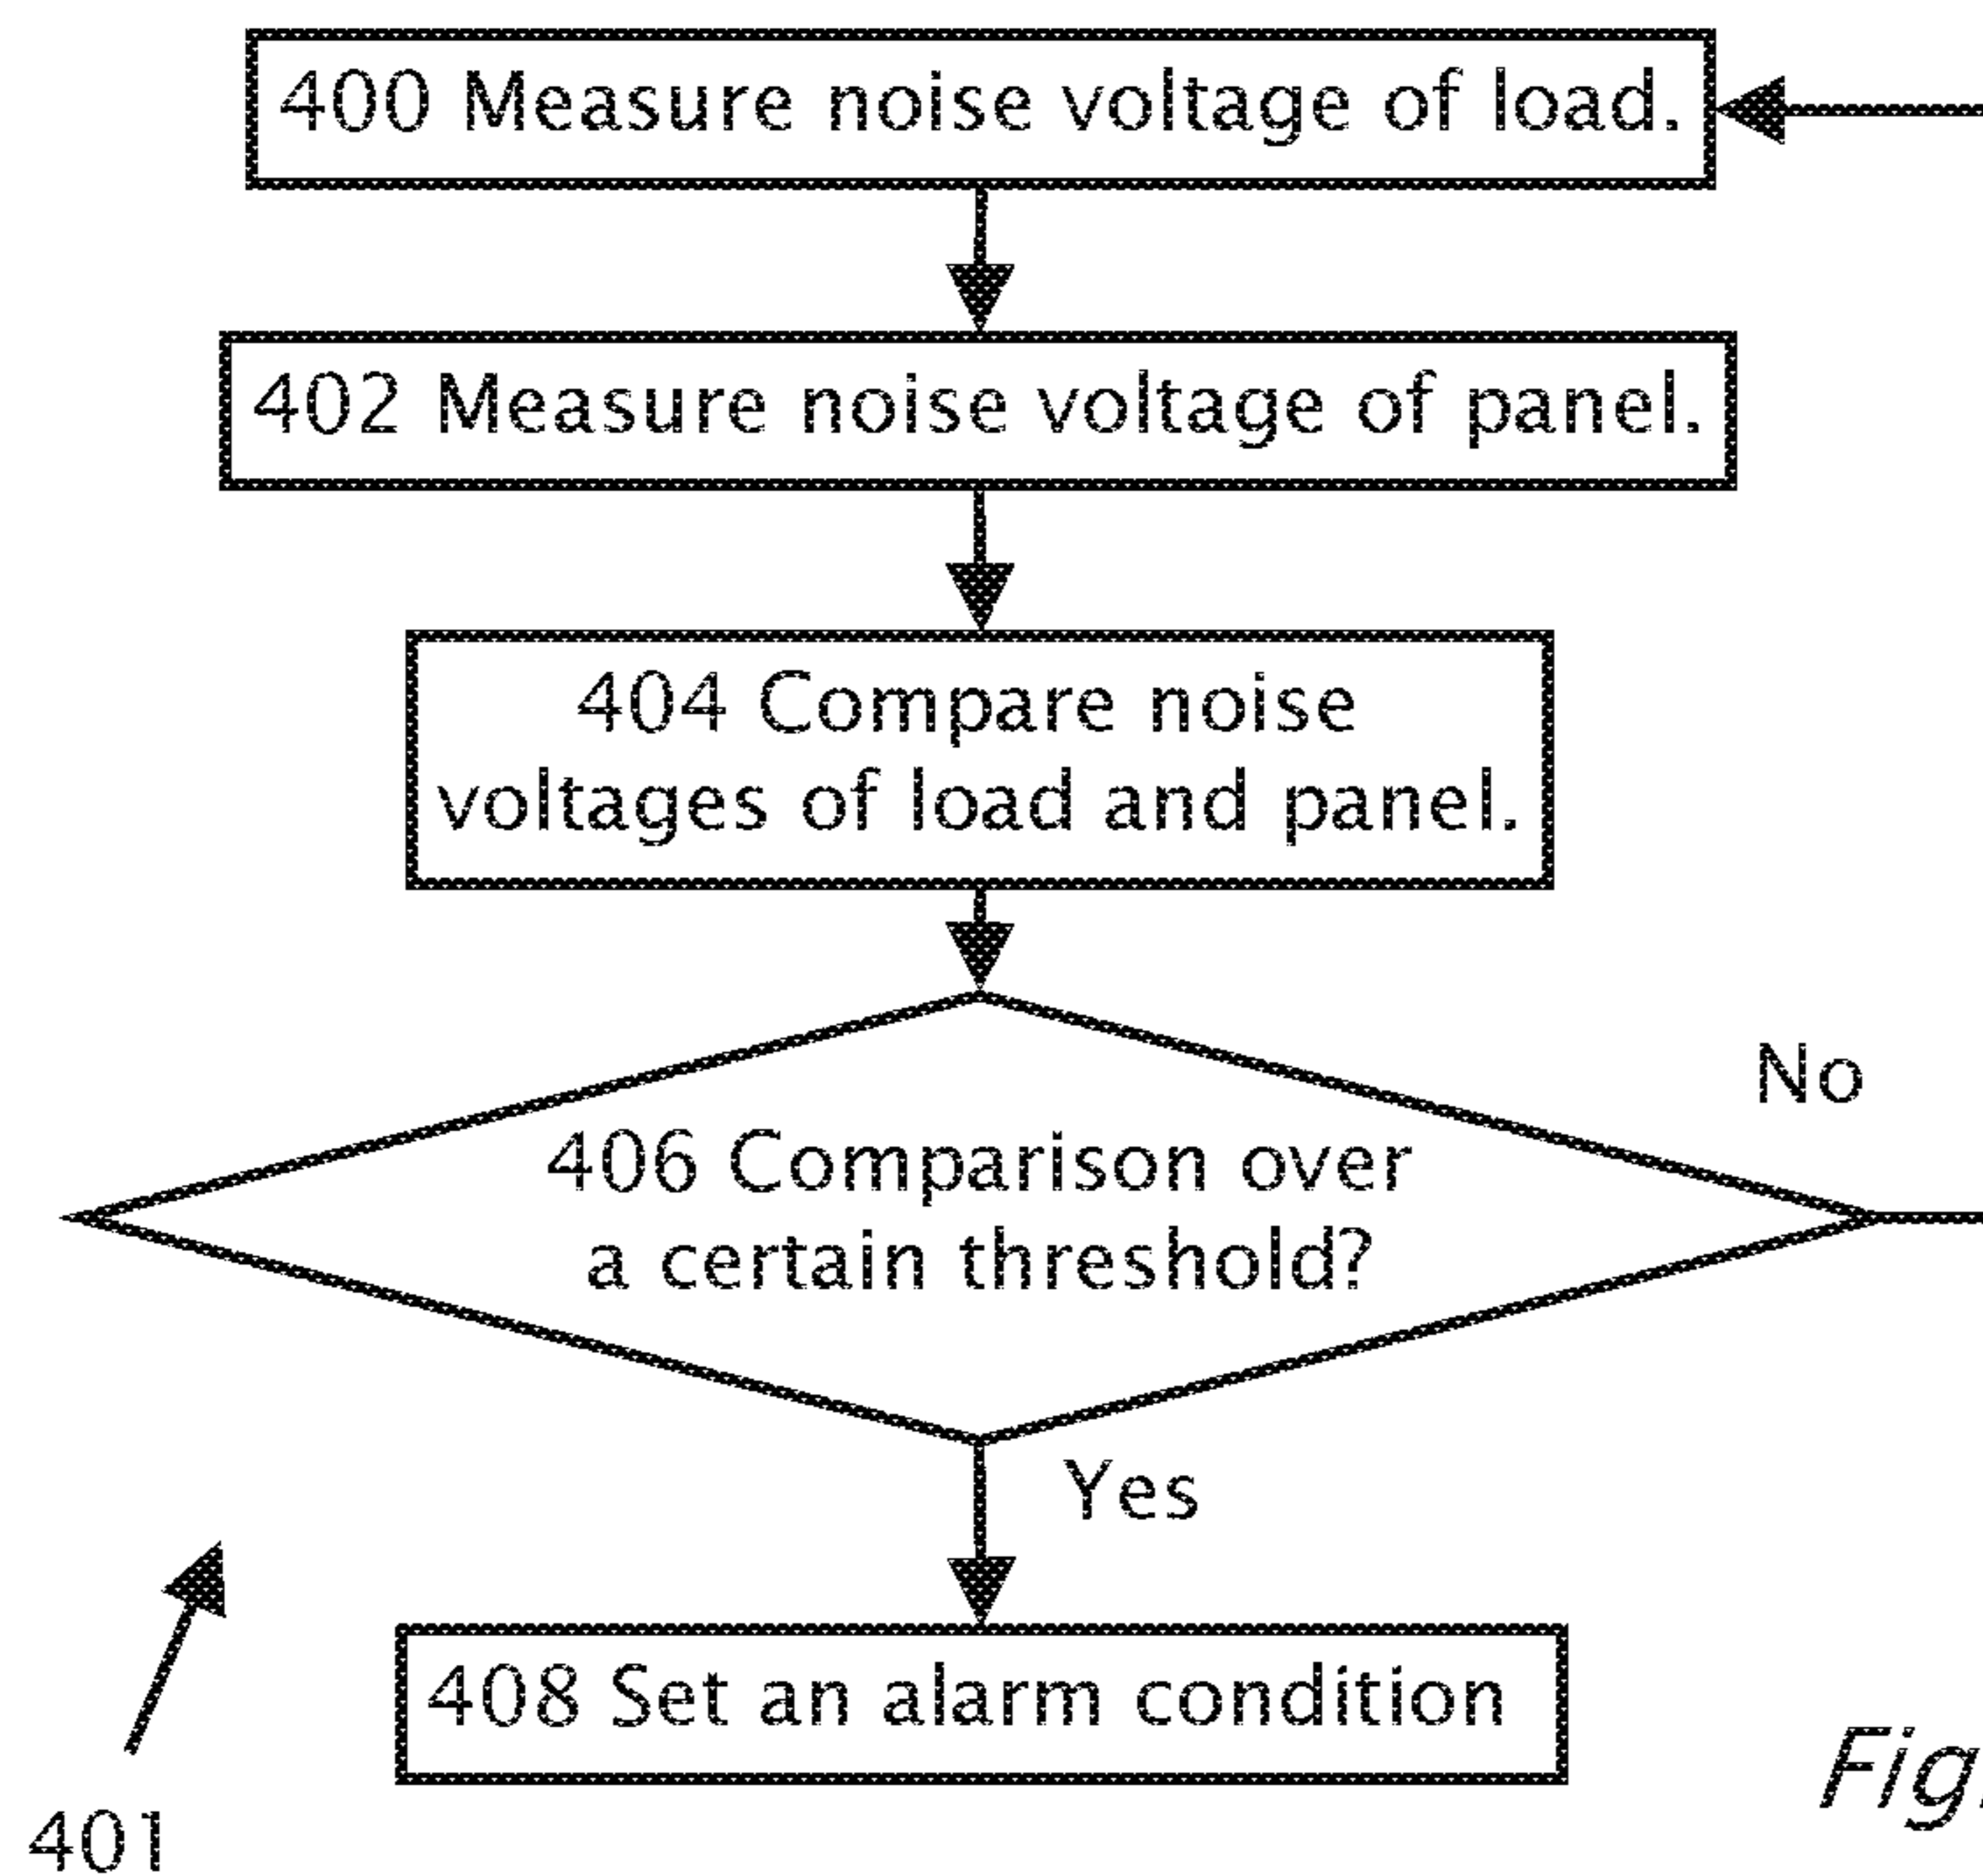 400 Measure noise voltage of load.
402 Measure noise voltage of panel.
404 Compare noise
voltages of load and panel.
No
406 Comparison over
a certain threshold?
Yes
408 Set an alarm condition
Fig.
401